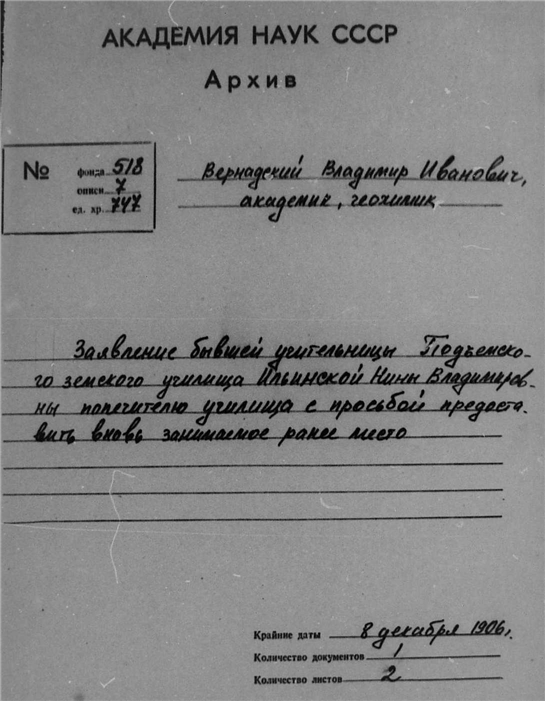 АКАДЕМИЯ НАУК СССР
Архив
№
фонда 518
описи 7
ед. хр. 747
Вернадский Владимир Иванович,
академик, геохимик
Заявление бывшей учительницы Подъемско-
го земского училища Ильинской Нины Владимиров-
ны попечителю училища с просьбой предоста-
вить вновь занимаемое ранее место
Крайние даты 8 декабря 1906г.
Количество документов 1
Количество листов 2